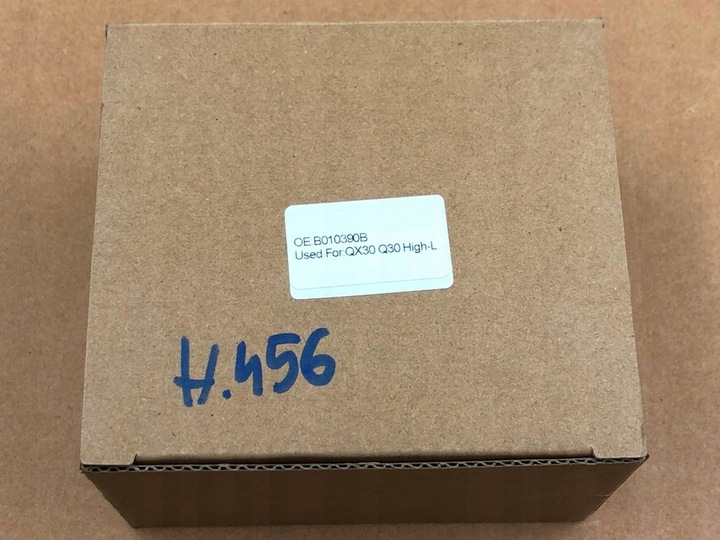 OE.B010390B
Used For:QX30 Q30 High-L
H.456